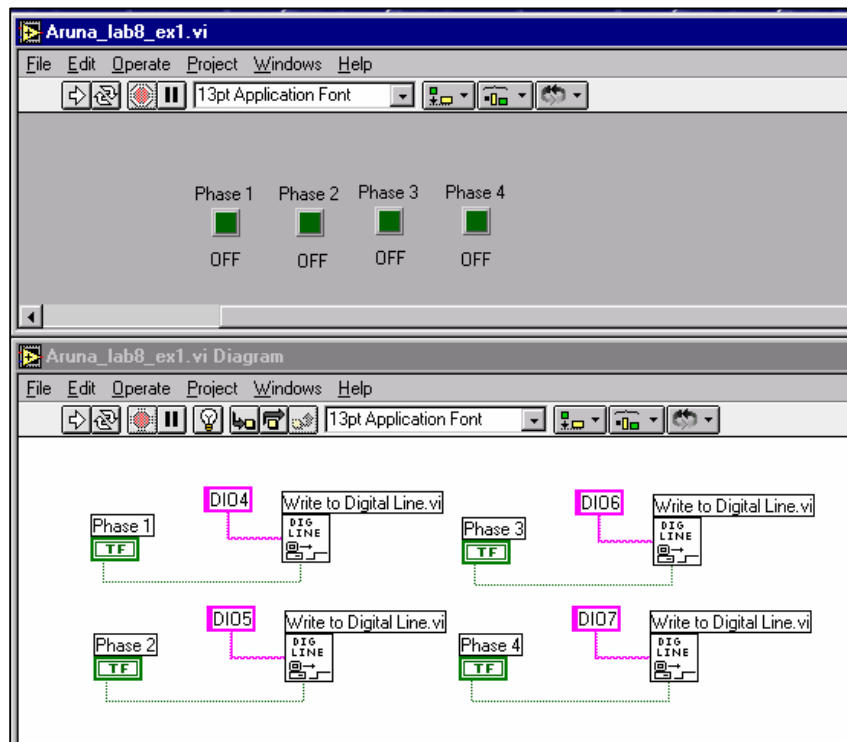 Aruna_lab8_ex1.vi
File Edit Operate Project Windows Help
13pt Application Font
Phase 1 Phase 2 Phase 3 Phase 4
OFF OFF OFF OFF
Aruna_lab8_ex1.vi Diagram
File Edit Operate Project Windows Help
13pt Application Font
DIO4 Write to Digital Line.vi DIO6 Write to Digital Line.vi
Phase 1 DIG Phase 3 DIG
TF LINE TF LINE
DIO5 Write to Digital Line.vi DIO7 Write to Digital Line.vi
Phase 2 DIG Phase 4 DIG
TF LINE TF LINE